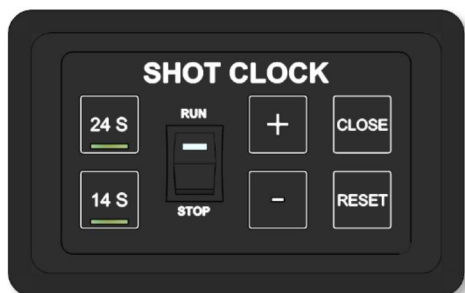 SHOT CLOCK
24 S
RUN
+
CLOSE
14 S
STOP
-
RESET